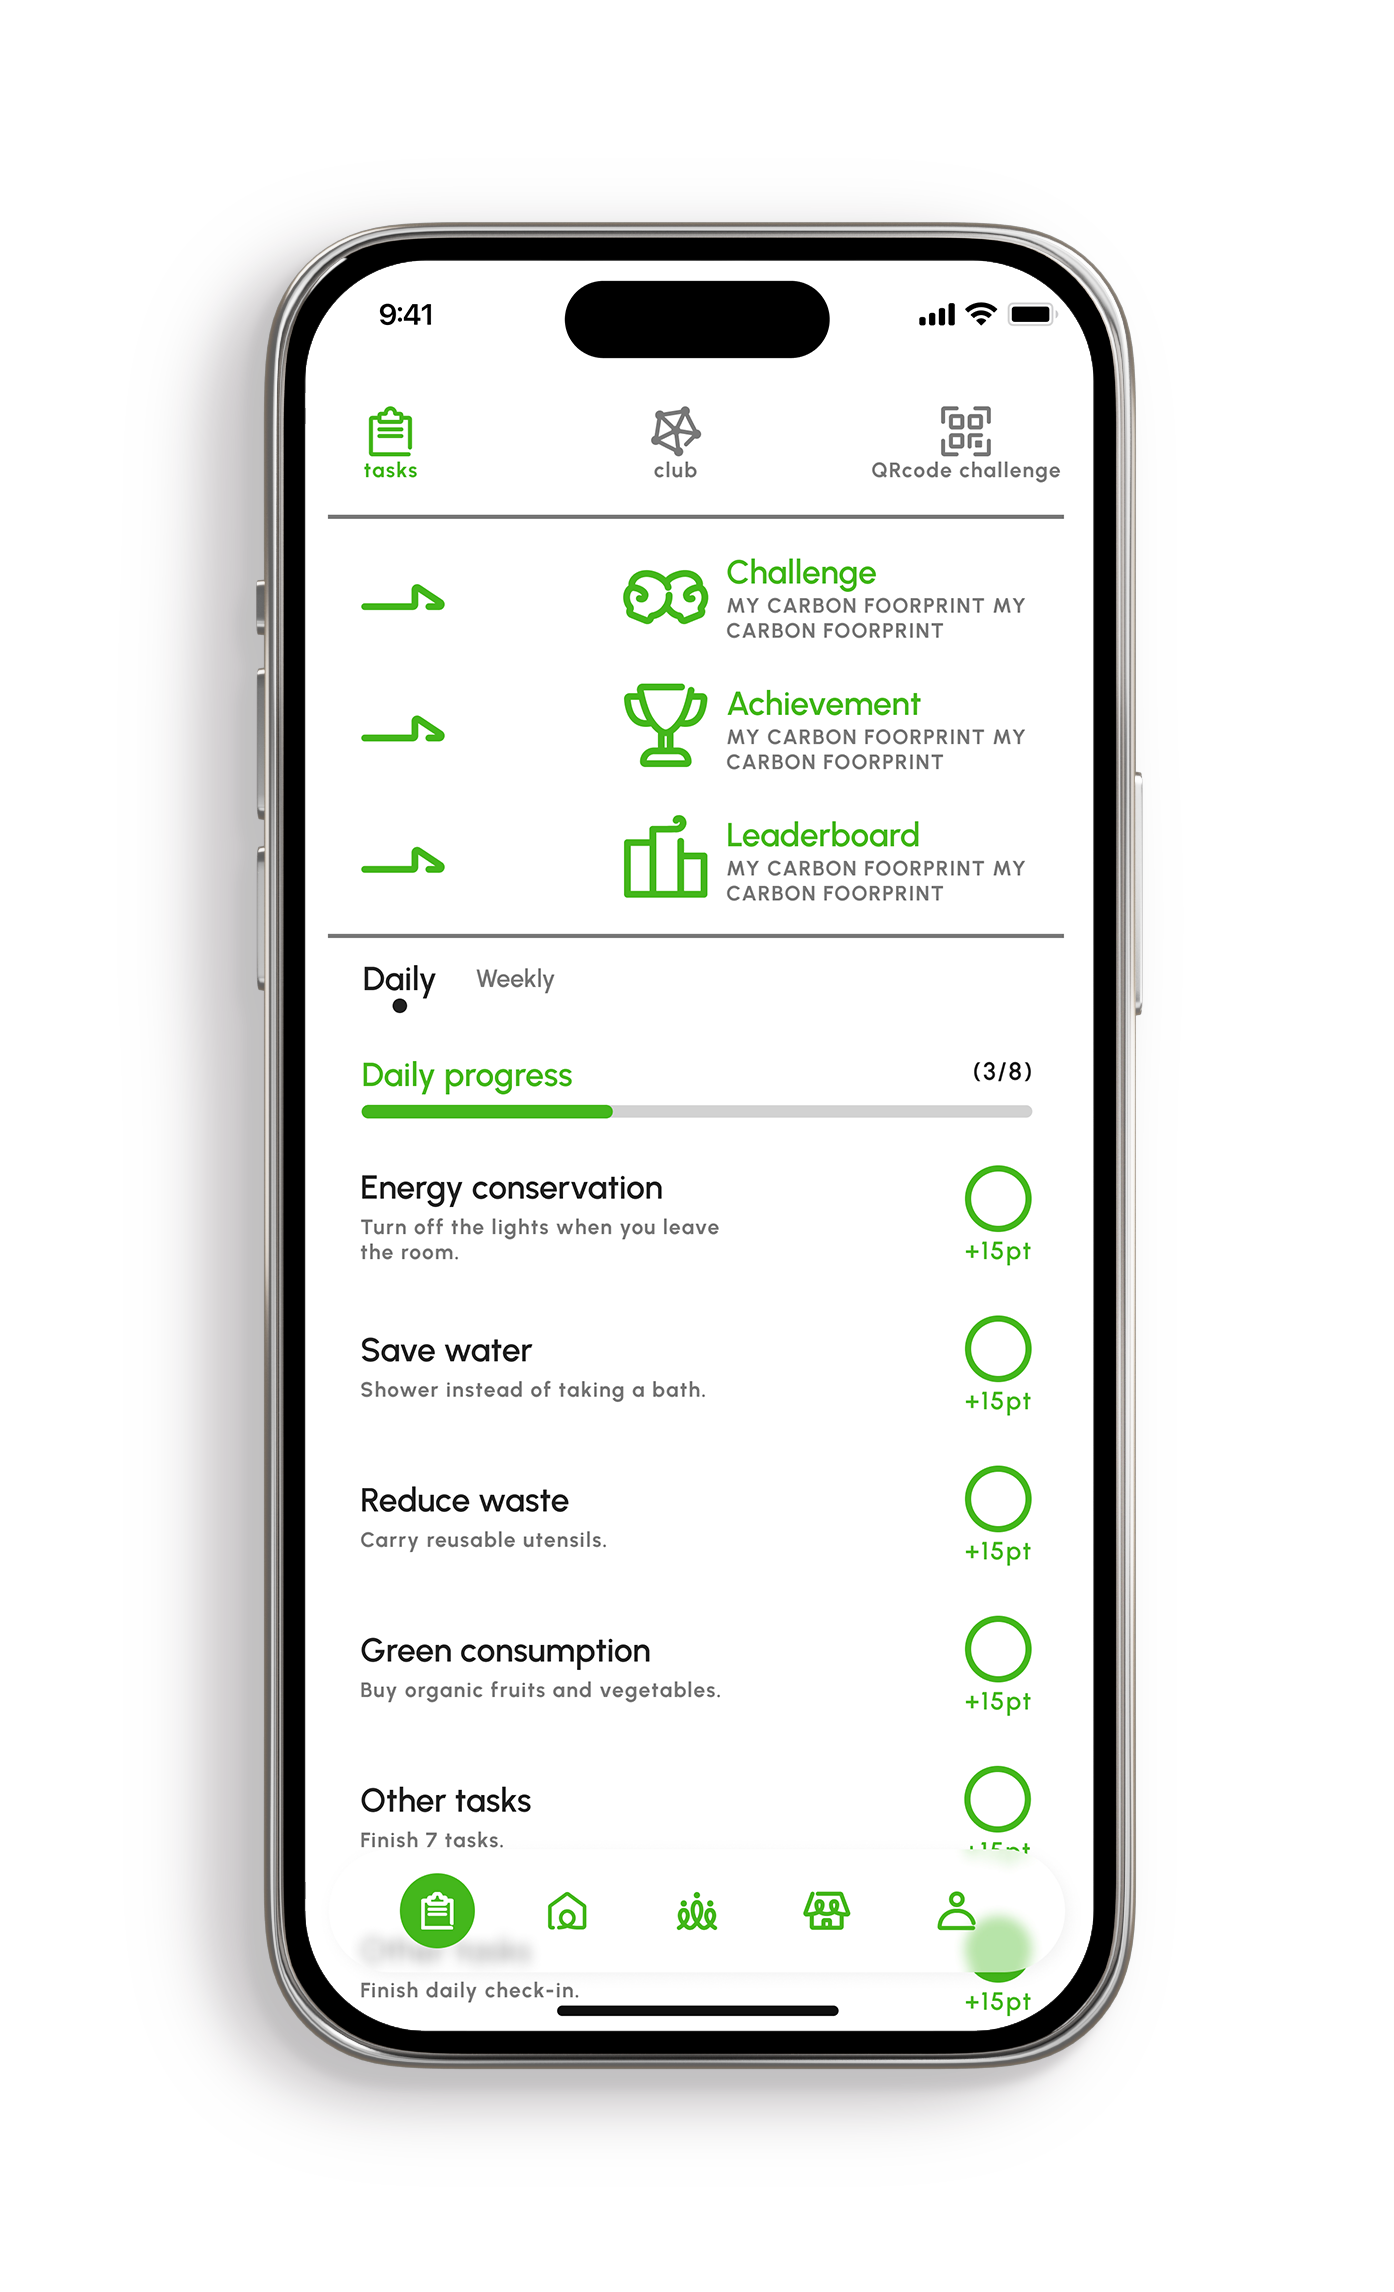 9:41
tasks
club
QRcode challenge
Challenge
MY CARBON FOORPRINT MY
CARBON FOORPRINT
Achievement
MY CARBON FOORPRINT MY
CARBON FOORPRINT
Leaderboard
MY CARBON FOORPRINT MY
CARBON FOORPRINT
Daily
Weekly
Daily progress
(3/8)
Energy conservation
Turn off the lights when you leave
the room.
+15pt
Save water
Shower instead of taking a bath.
+15pt
Reduce waste
Carry reusable utensils.
+15pt
Green consumption
Buy organic fruits and vegetables.
+15pt
Other tasks
Finish 7 tasks.
+15pt
Other tasks
Finish daily check-in.
+15pt